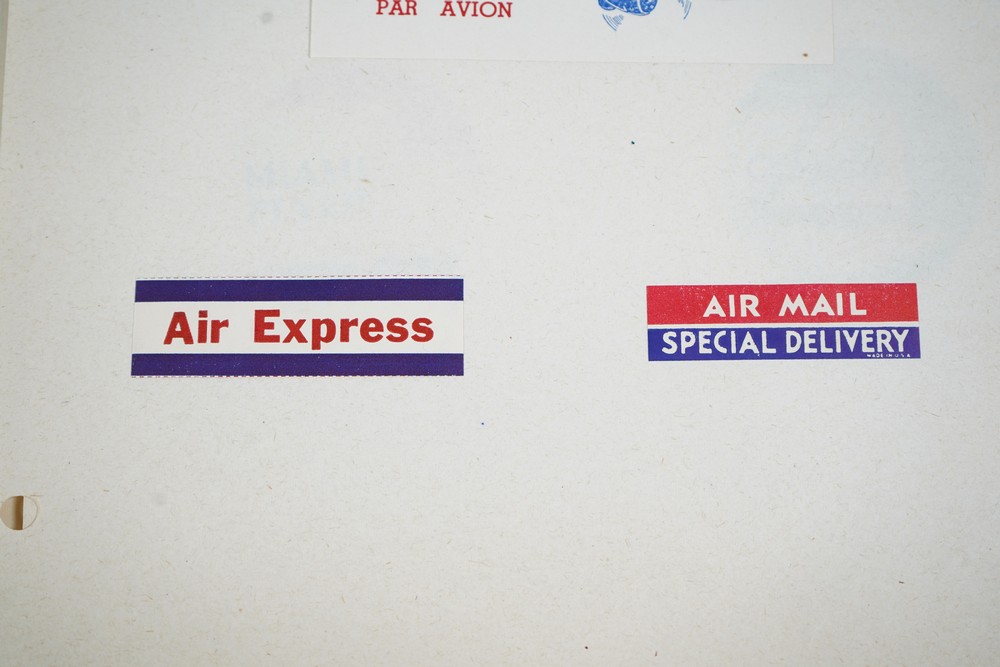 PAR AVION
Air Express
AIR MAIL
SPECIAL DELIVERY
MADE IN U.S.A.